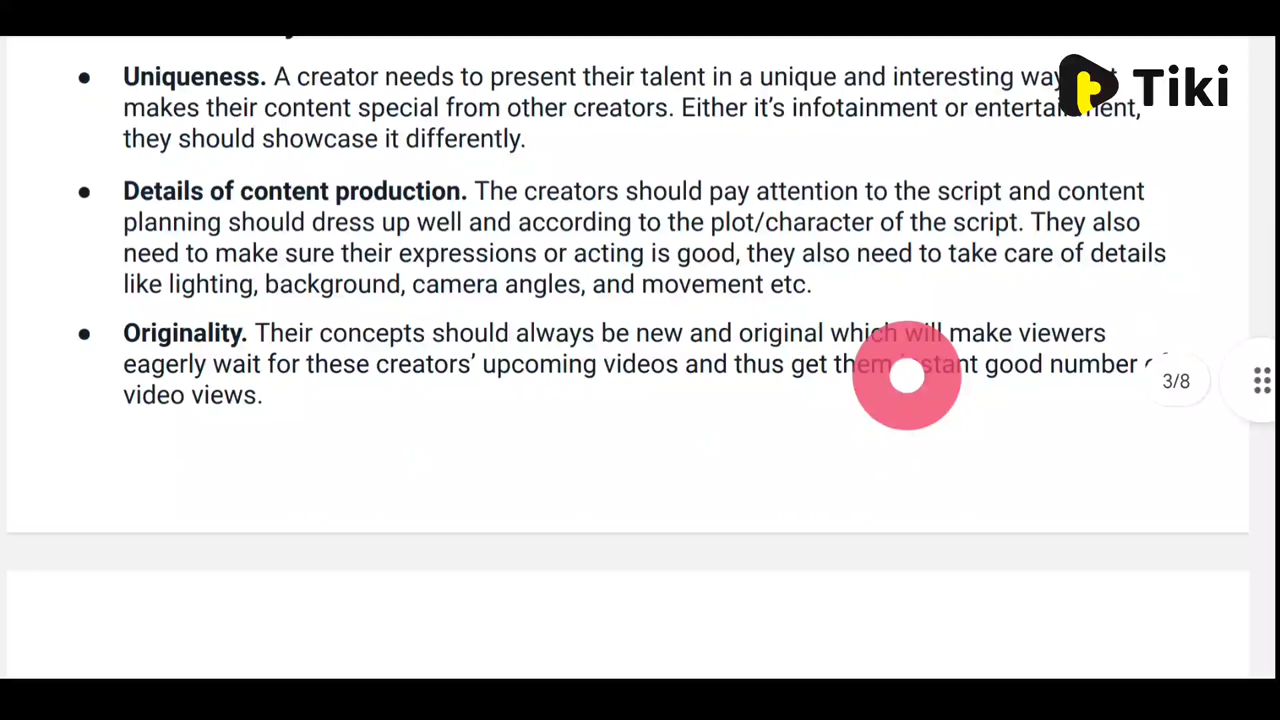 Uniqueness. A creator needs to present their talent in a unique and interesting way
Tiki
makes their content special from other creators. Either it's infotainment or entertainment,
they should showcase it differently.
Details of content production. The creators should pay attention to the script and content
planning should dress up well and according to the plot/character of the script. They also
need to make sure their expressions or acting is good, they also need to take care of details
like lighting, background, camera angles, and movement etc.
Originality. Their concepts should always be new and original which will make viewers
eagerly wait for these creators' upcoming videos and thus get them instant good number of
3/8
video views.